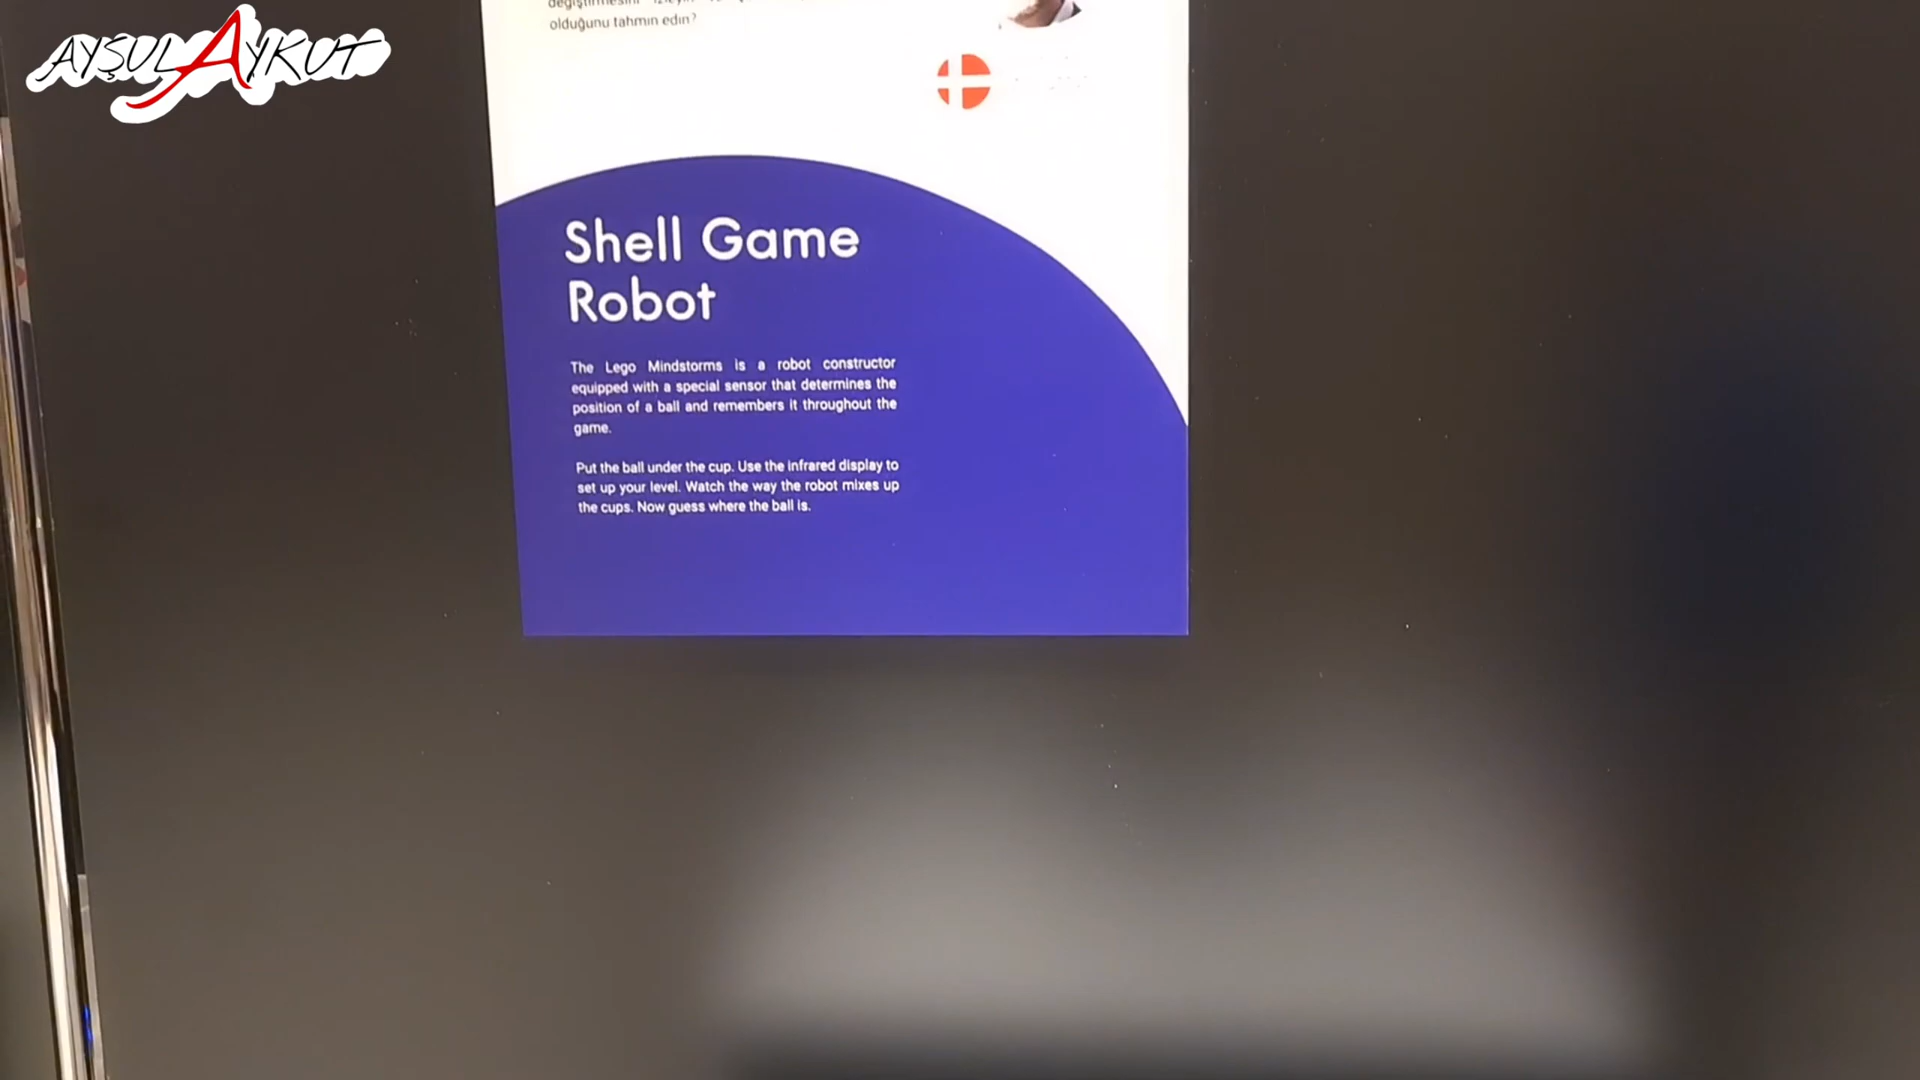 AYŞUL AYKUT
değiştirmesini izleyin
olduğunu tahmin edin?
Shell Game
Robot
The Lego Mindstorms is a robot constructor
equipped with a special sensor that determines the
position of a ball and remembers it throughout the
game.
Put the ball under the cup. Use the infrared display to
set up your level. Watch the way the robot mixes up
the cups. Now guess where the ball is.